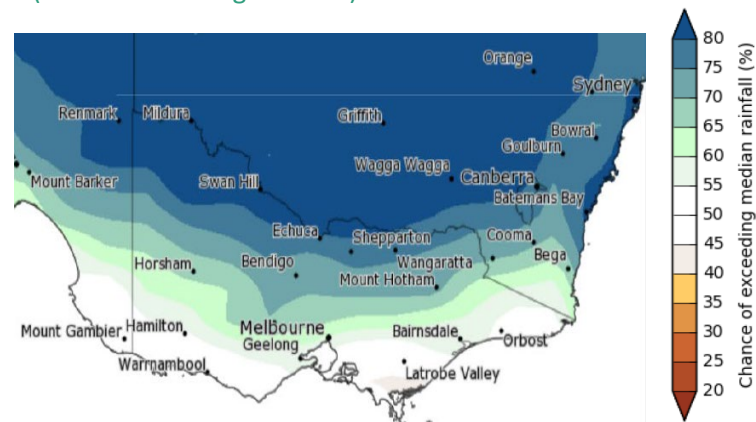 Orange
Sydney
Renmark
Mildura
Griffith
Bowral
Goulburn
Wagga Wagga
Canberra
Mount Barker
Swan Hill
Batemans Bay
Echuca
Shepparton
Cooma
Horsham
Bendigo
Wangaratta
Bega
Mount Hotham
Mount Gambier
Hamilton
Melbourne
Bairnsdale
Geelong
Orbost
Warrnambool
Latrobe Valley
80
75
70
65
60
55
50
45
40
35
30
25
20
Chance of exceeding median rainfall (%)